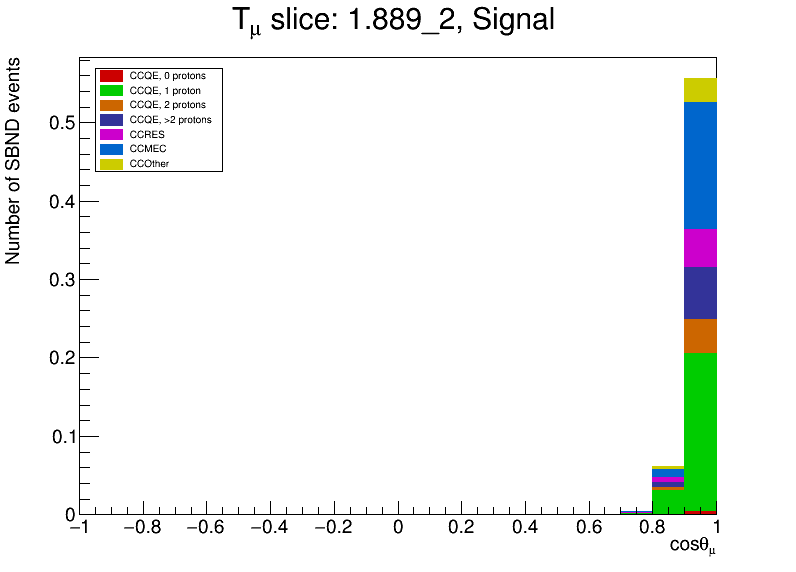 Tμ slice: 1.889_2, Signal
Number of SBND events
CCQE, 0 protons
CCQE, 1 proton
CCQE, 2 protons
CCQE, >2 protons
CCRES
CCMEC
CCOther
0.5
0.4
0.3
0.2
0.1
0
−1 −0.8 −0.6 −0.4 −0.2 0 0.2 0.4 0.6 0.8 1
cosθμ